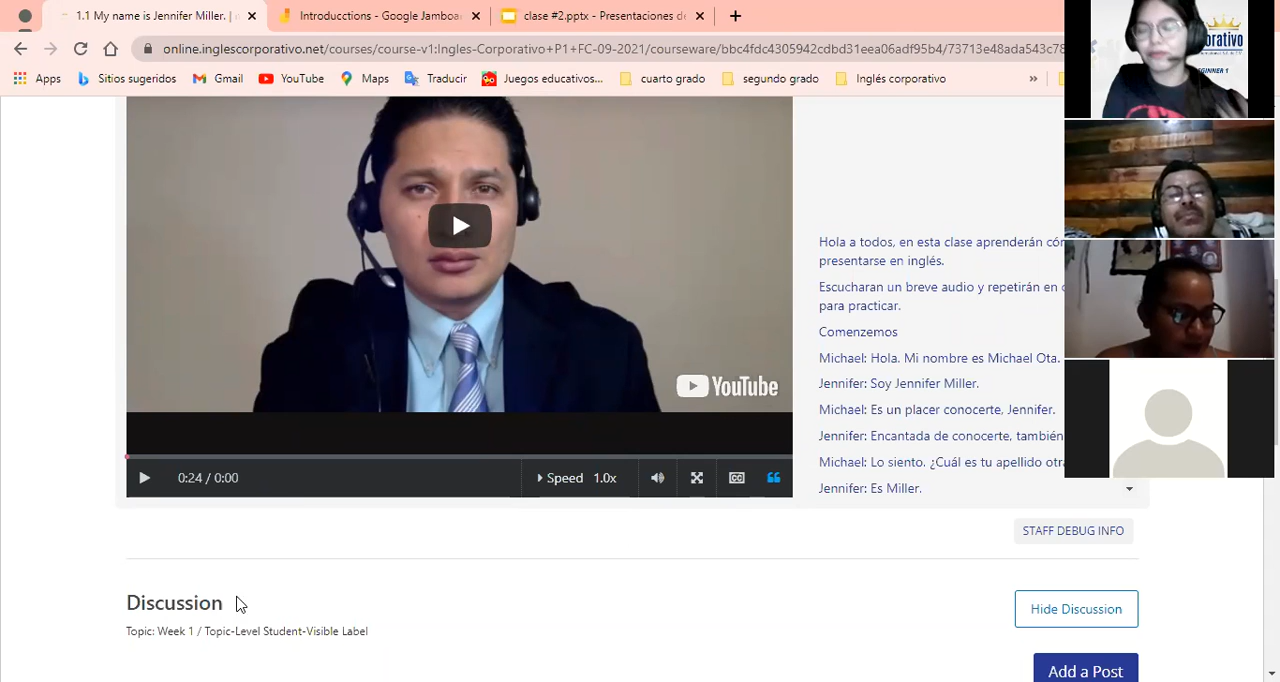 1.1 My name is Jennifer Miller. |
Introducctions - Google Jamboa
clase #2.pptx - Presentaciones de
online.inglescorporativo.net/courses/course-v1:Ingles-Corporativo+P1+FC-09-2021/courseware/bbc4fdc4305942cdbd31eea06adf95b4/73713e48ada543c78
Apps
Sitios sugeridos
Gmail
YouTube
Maps
Traducir
Juegos educativos...
cuarto grado
segundo grado
Inglés corporativo
»
orativo
GINNER 1
YouTube
0:24 / 0:00
Speed 1.0x
Hola a todos, en esta clase aprenderán có
presentarse en inglés.
Escucharan un breve audio y repetirán en
para practicar.
Comenzemos
Michael: Hola. Mi nombre es Michael Ota.
Jennifer: Soy Jennifer Miller.
Michael: Es un placer conocerte, Jennifer.
Jennifer: Encantada de conocerte, también
Michael: Lo siento. ¿Cuál es tu apellido otra
Jennifer: Es Miller.
STAFF DEBUG INFO
Discussion
Hide Discussion
Topic: Week 1 / Topic-Level Student-Visible Label
Add a Post